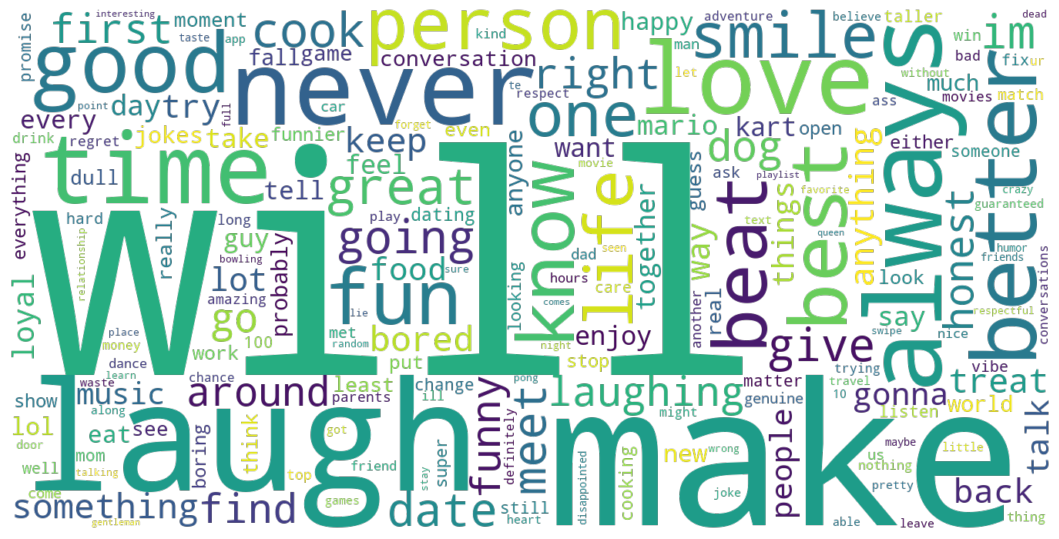 interesting
promise
first
taste
moment
app
cook
person
kind
happy
adventure
smile
believe
man
taller
im
dead
win
ur
without
bad
fix
good
fall
game
conversation
never
right
te
respect
let
love
always
much
movies
match
day
try
point
full
car
one
ass
better
every
regret
jokes
take
funnier
forget
even
keep
mario
kart
open
either
someone
drink
everything
dull
time
tell
feel
great
anyone
want
know
movie
life
dog
ask
playlist
guess
best
anything
crazy
guaranteed
hard
really
long
play
dating
going
food
sure
looking
text
favorite
things
look
honest
humor
friends
loyal
relationship
bowling
guy
lot
amazing
probably
fun
lie
met
random
dad
seen
hours
care
together
way
another
real
beat
queen
say
nice
respectful
conversations
will
go
work
100
bored
put
comes
night
enjoy
stop
swipe
place
money
dance
learn
chance
give
vibe
trying
travel
10
treat
waste
music
around
least
parents
change
ill
pong
laughing
matter
genuine
gonna
listen
world
show
along
lol
eat
see
door
mom
boring
laugh
think
got
top
friend
super
funny
definitely
meet
might
new
wrong
make
people
us
nothing
maybe
little
talk
well
talking
come
something
gentleman
find
games
date
stay
still
heart
disappointed
cooking
joke
able
pretty
leave
back
thing